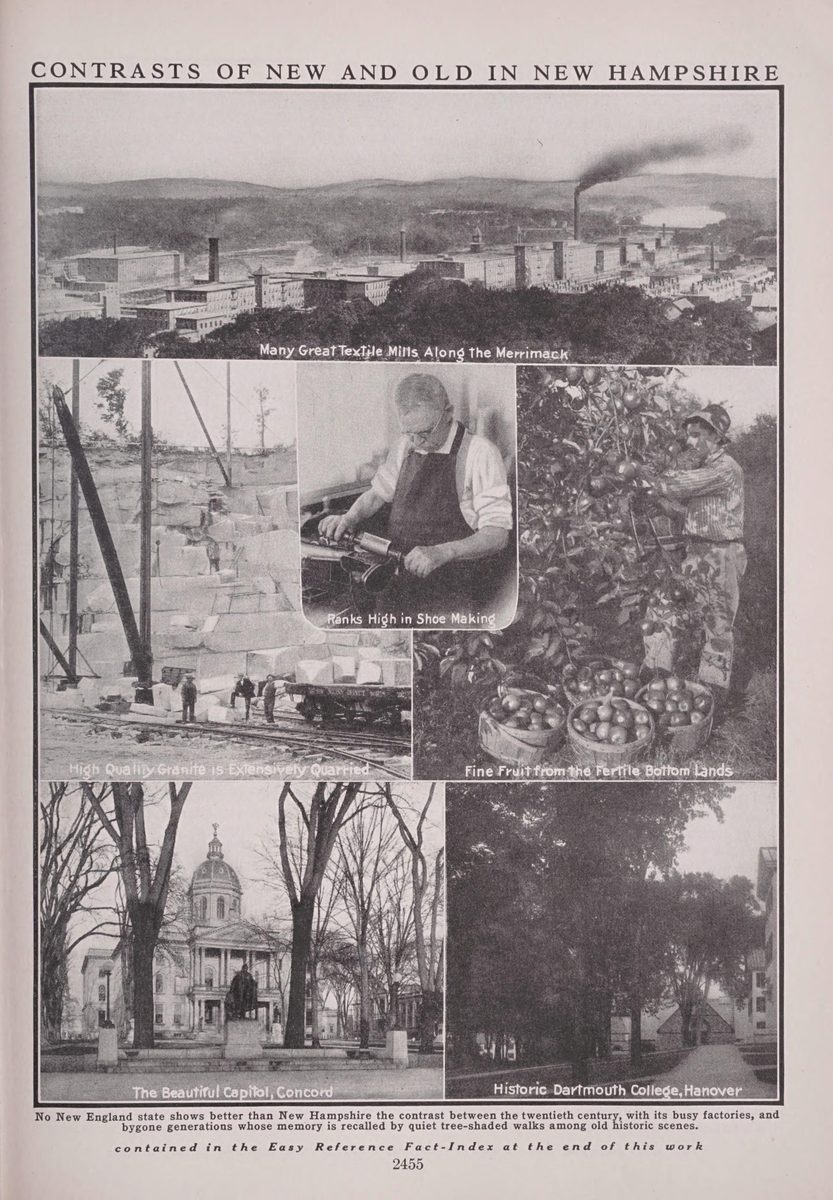 CONTRASTS OF NEW AND OLD IN NEW HAMPSHIRE
Many Great Textile Mills Along the Merrimack
Ranks High in Shoe Making
High Quality Granite is Extensively Quarried
Fine Fruit from the Fertile Bottom Lands
The Beautiful Capitol, Concord
Historic Dartmouth College, Hanover
No New England state shows better than New Hampshire the contrast between the twentieth century, with its busy factories, and
bygone generations whose memory is recalled by quiet tree-shaded walks among old historic scenes.
contained in the Easy Reference Fact-Index at the end of this work
2455